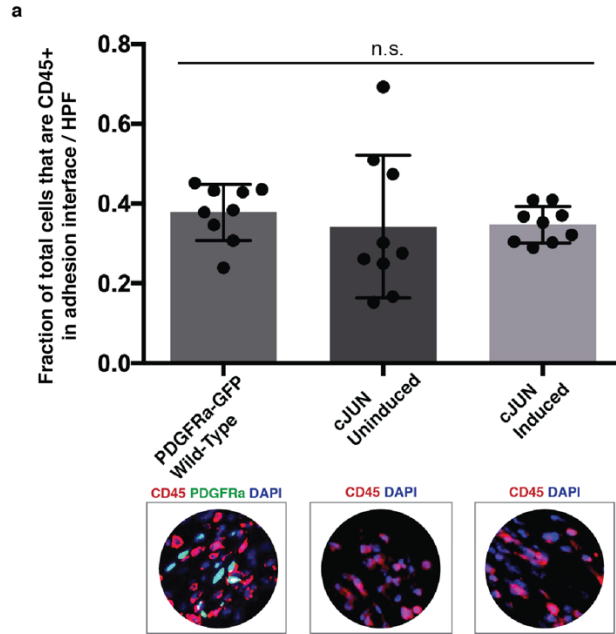 a
n.s.
0.8
0.6
0.4
0.2
0.0
Fraction of total cells that are CD45+
in adhesion interface / HPF
PDGFRa-GFP
Wild-Type
cJUN
Uninduced
cJUN
Induced
CD45 PDGFRa DAPI
CD45 DAPI
CD45 DAPI